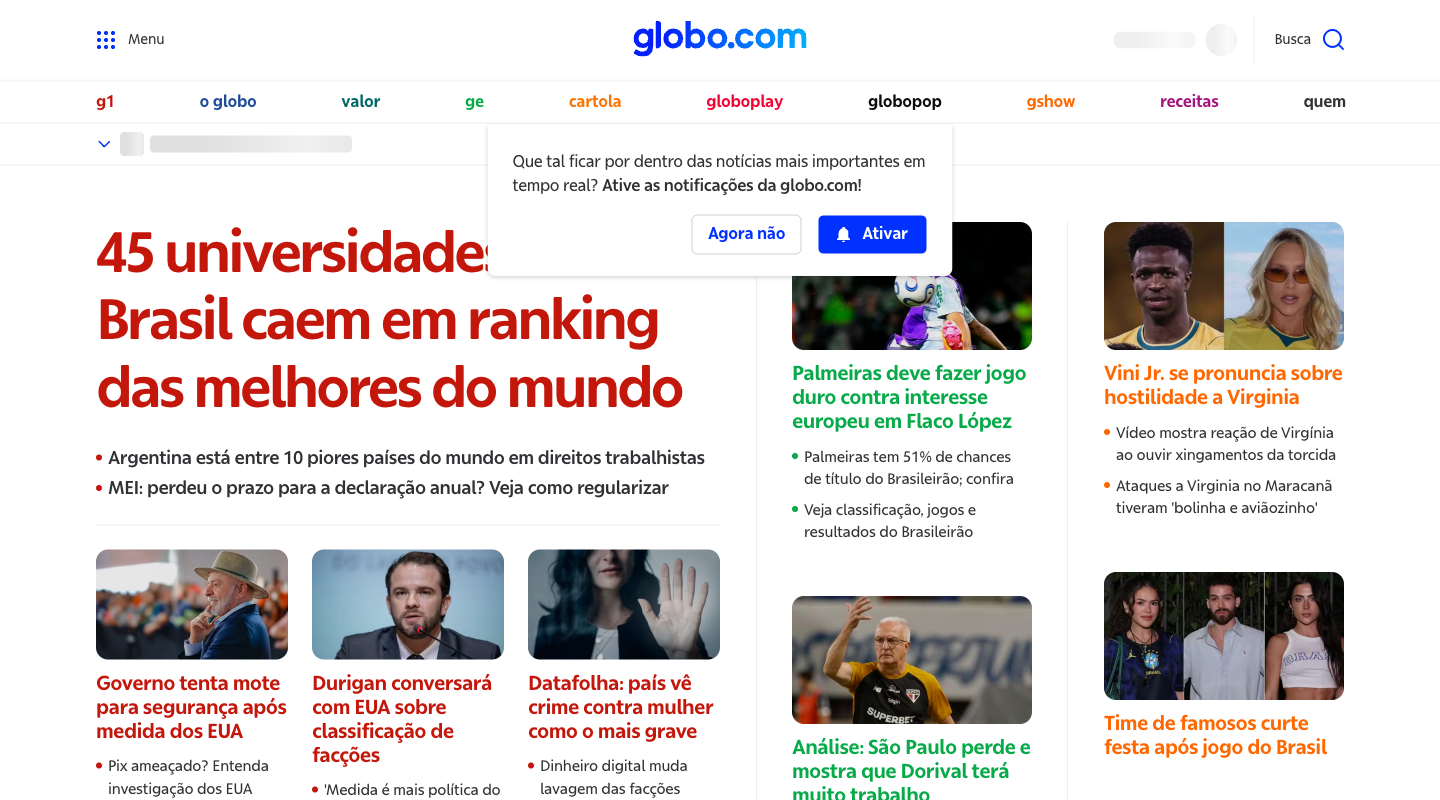 Menu
globo.com
Busca
g1
o globo
valor
ge
cartola
globoplay
globopop
gshow
receitas
quem
Que tal ficar por dentro das notícias mais importantes em
tempo real? Ative as notificações da globo.com!
Agora não
Ativar
45 universidades
Brasil caem em ranking
das melhores do mundo
Argentina está entre 10 piores países do mundo em direitos trabalhistas
MEI: perdeu o prazo para a declaração anual? Veja como regularizar
Governo tenta mote
para segurança após
medida dos EUA
Pix ameaçado? Entenda
investigação dos EUA
Durigan conversará
com EUA sobre
classificação de
facções
'Medida é mais política do
Datafolha: país vê
crime contra mulher
como o mais grave
Dinheiro digital muda
lavagem das facções
Palmeiras deve fazer jogo
duro contra interesse
europeu em Flaco López
Palmeiras tem 51% de chances
de título do Brasileirão; confira
Veja classificação, jogos e
resultados do Brasileirão
SUPERBET
Análise: São Paulo perde e
mostra que Dorival terá
muito trabalho
Vini Jr. se pronuncia sobre
hostilidade a Virginia
Vídeo mostra reação de Virgínia
ao ouvir xingamentos da torcida
Ataques a Virginia no Maracanã
tiveram 'bolinha e aviãozinho'
BRASIL
Time de famosos curte
festa após jogo do Brasil